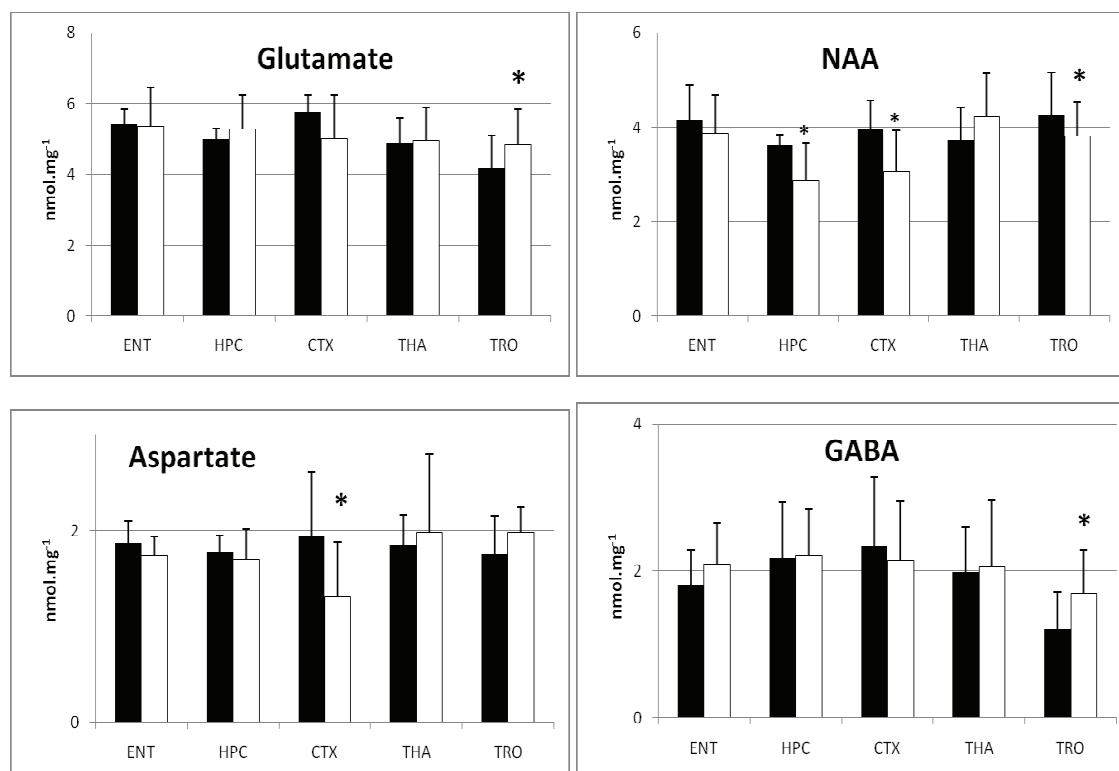 Glutamate
nmol.mg⁻¹
8
6
4
2
0
*
ENT HPC CTX THA TRO
NAA
nmol.mg⁻¹
6
4
2
0
* * *
ENT HPC CTX THA TRO
Aspartate
nmol.mg⁻¹
2
0
*
ENT HPC CTX THA TRO
GABA
nmol.mg⁻¹
4
2
0
*
ENT HPC CTX THA TRO